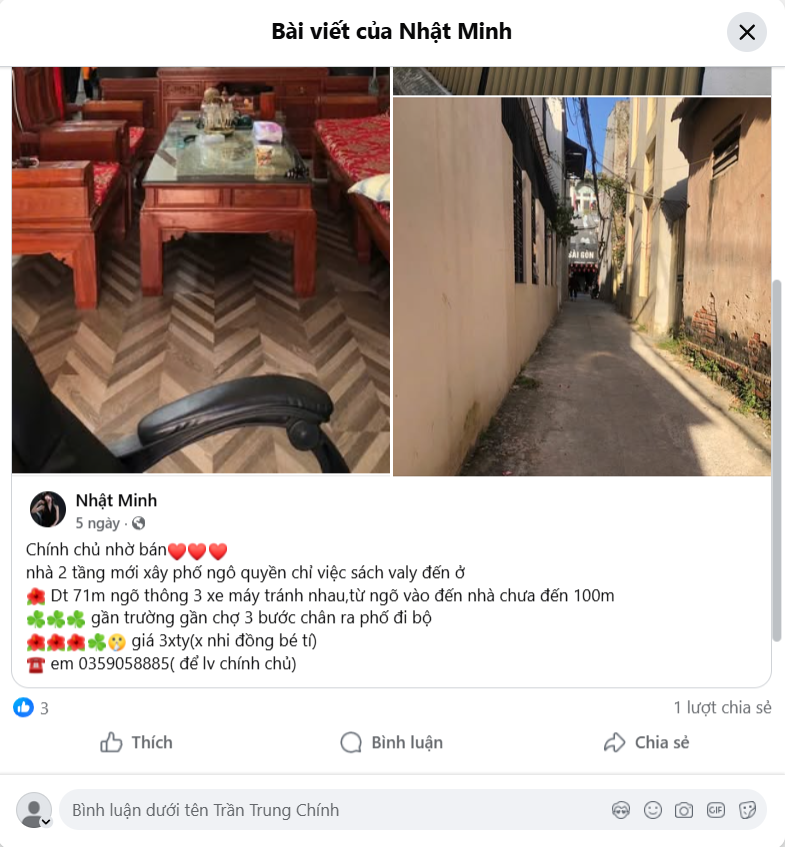 Bài viết của Nhật Minh
SÀI GÒN
Nhật Minh
5 ngày ·
Chính chủ nhờ bán❤️❤️❤️
nhà 2 tầng mới xây phố ngô quyền chỉ việc sách valy đến ở
🌺 Dt 71m ngõ thông 3 xe máy tránh nhau,từ ngõ vào đến nhà chưa đến 100m
☘️☘️☘️ gần trường gần chợ 3 bước chân ra phố đi bộ
🌺🌺🌺☘️🤫 giá 3xty(x nhi đồng bé tí)
☎️ em 0359058885( để lv chính chủ)
3
1 lượt chia sẻ
Thích
Bình luận
Chia sẻ
Bình luận dưới tên Trần Trung Chính
GIF